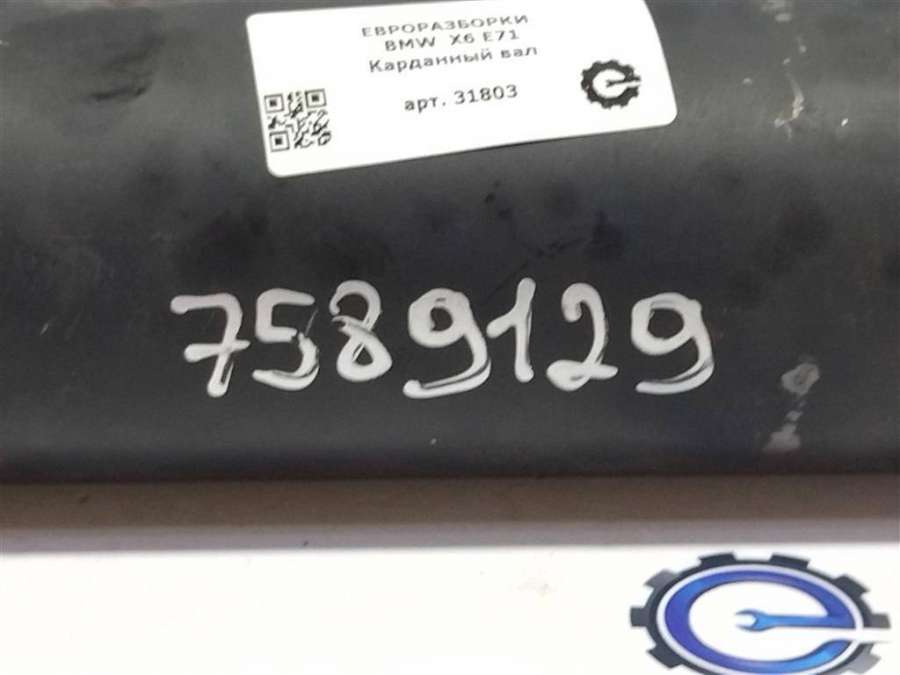 ЕВРОРАЗБОРКИ
BMW X6 E71
Карданный вал
арт. 31803
7589129